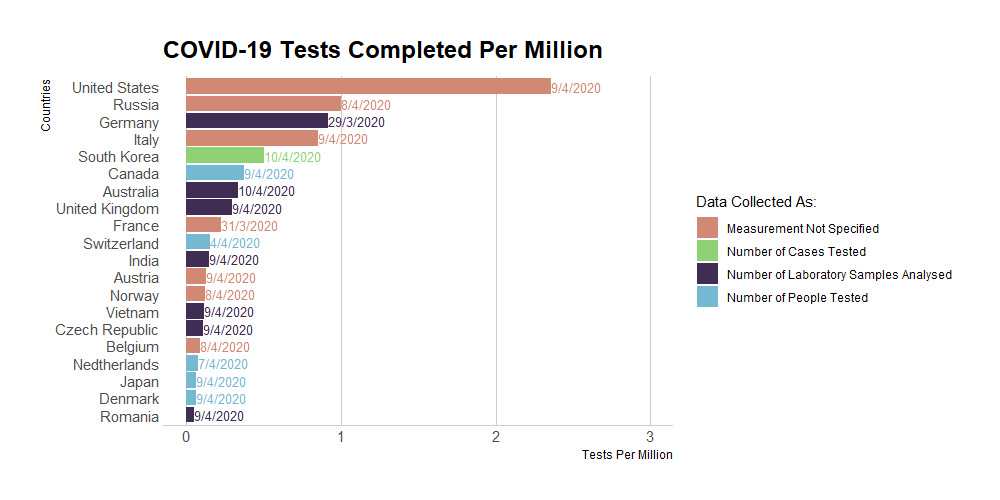 COVID-19 Tests Completed Per Million
Countries
United States 9/4/2020
Russia 8/4/2020
Germany 29/3/2020
Italy 9/4/2020
South Korea 10/4/2020
Canada 9/4/2020
Australia 10/4/2020
United Kingdom 9/4/2020
France 31/3/2020
Switzerland 4/4/2020
India 9/4/2020
Austria 9/4/2020
Norway 8/4/2020
Vietnam 9/4/2020
Czech Republic 9/4/2020
Belgium 8/4/2020
Nedtherlands 7/4/2020
Japan 9/4/2020
Denmark 9/4/2020
Romania 9/4/2020
0 1 2 3
Tests Per Million
Data Collected As:
Measurement Not Specified
Number of Cases Tested
Number of Laboratory Samples Analysed
Number of People Tested